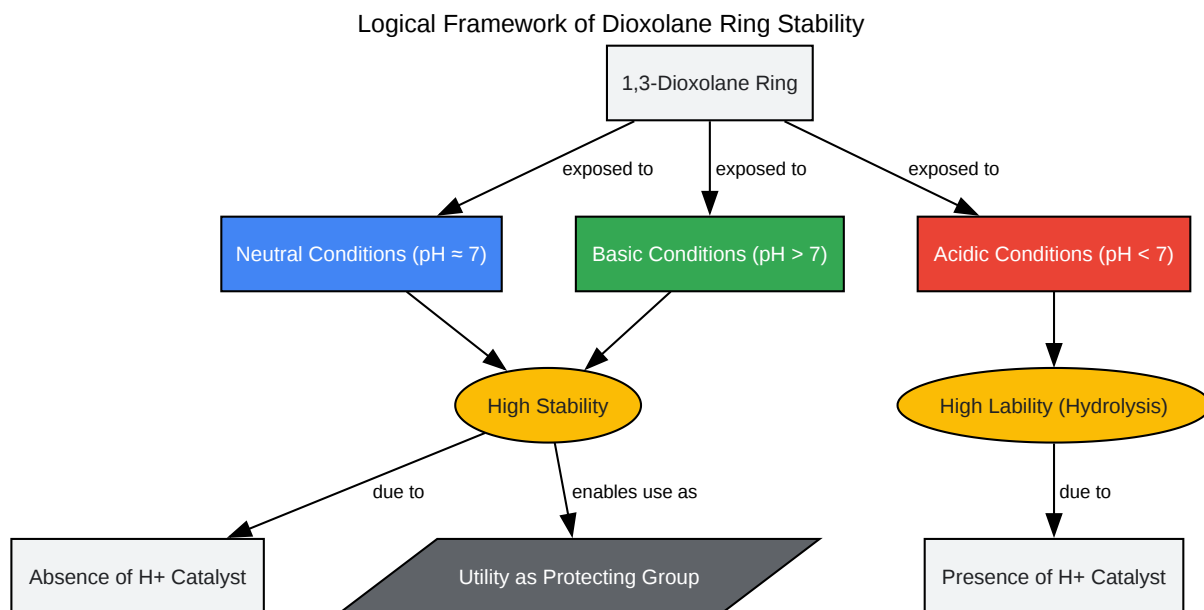 Logical Framework of Dioxolane Ring Stability
1,3-Dioxolane Ring
exposed to
exposed to
exposed to
Neutral Conditions (pH ≈ 7)
Basic Conditions (pH > 7)
Acidic Conditions (pH < 7)
High Stability
High Lability (Hydrolysis)
due to
enables use as
due to
Absence of H+ Catalyst
Utility as Protecting Group
Presence of H+ Catalyst